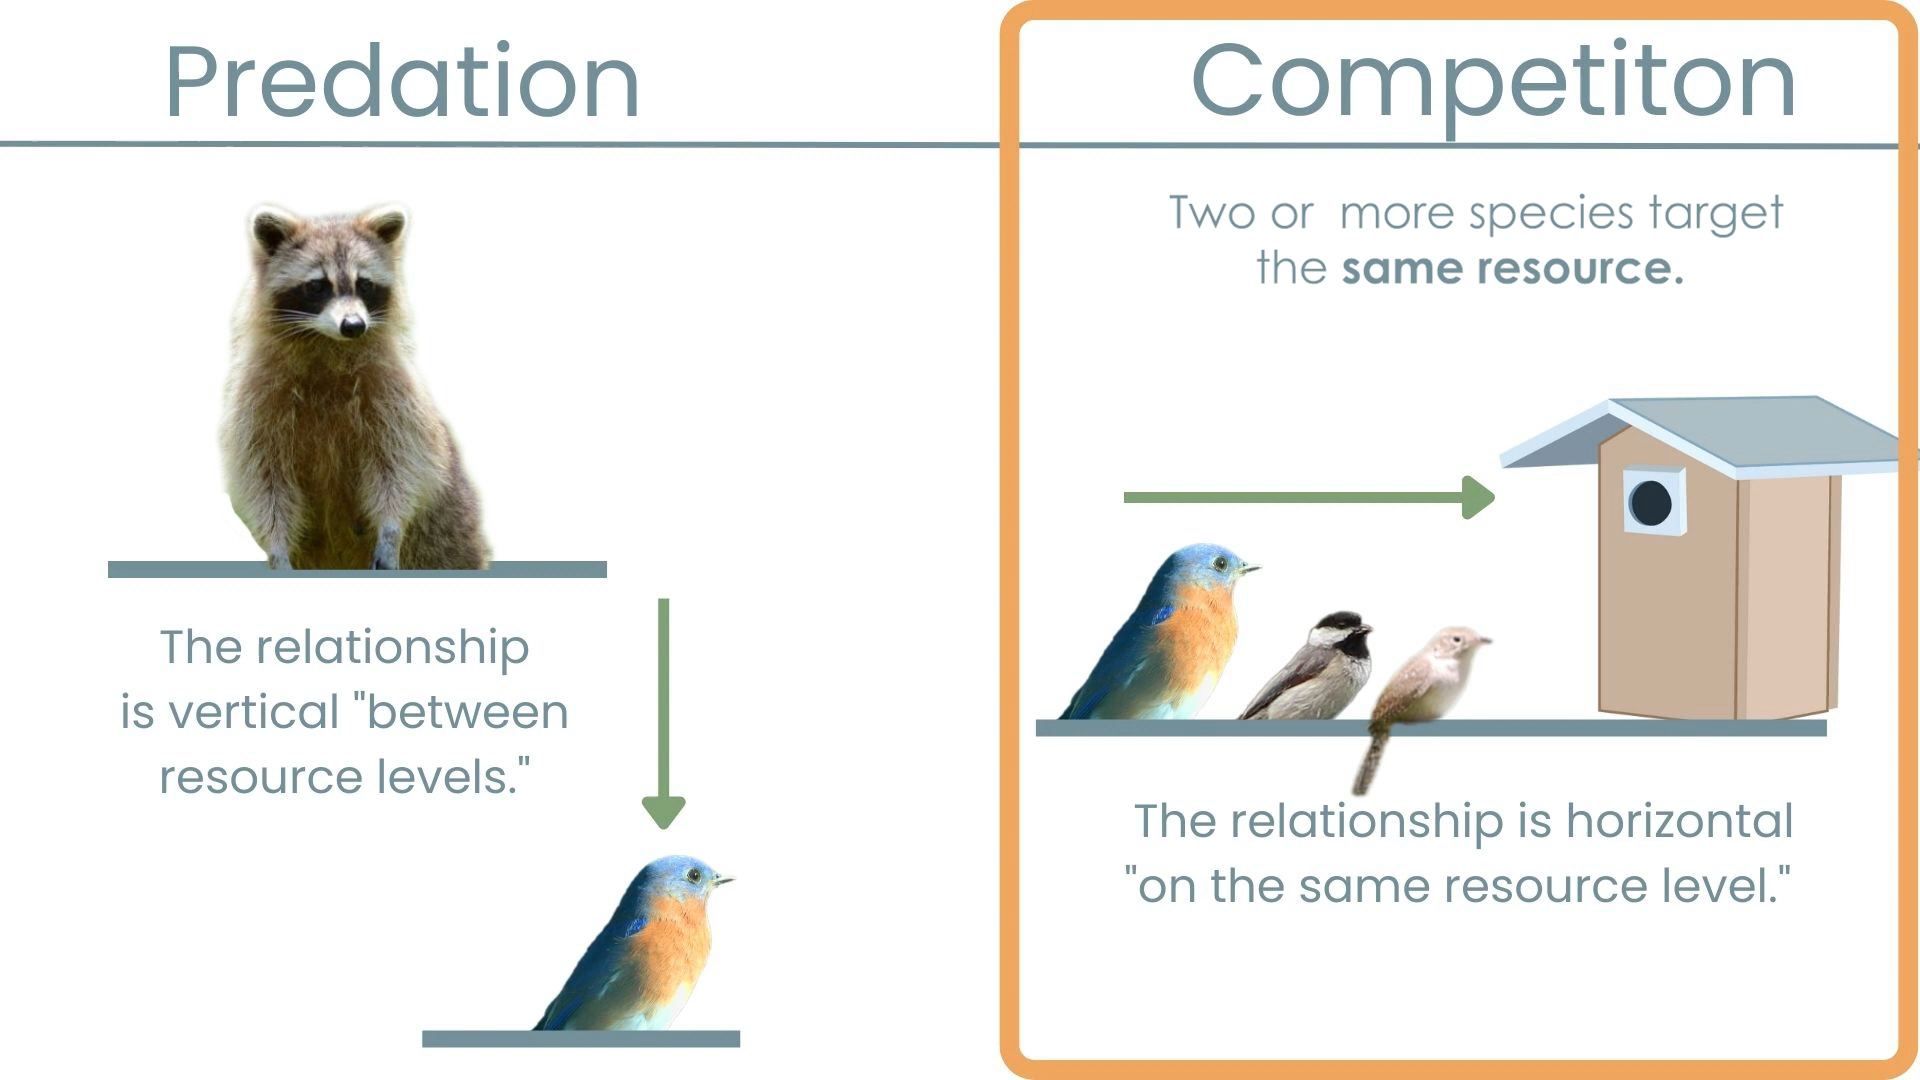 Predation
Competiton
The relationship
is vertical "between
resource levels."
Two or more species target
the same resource.
The relationship is horizontal
"on the same resource level."